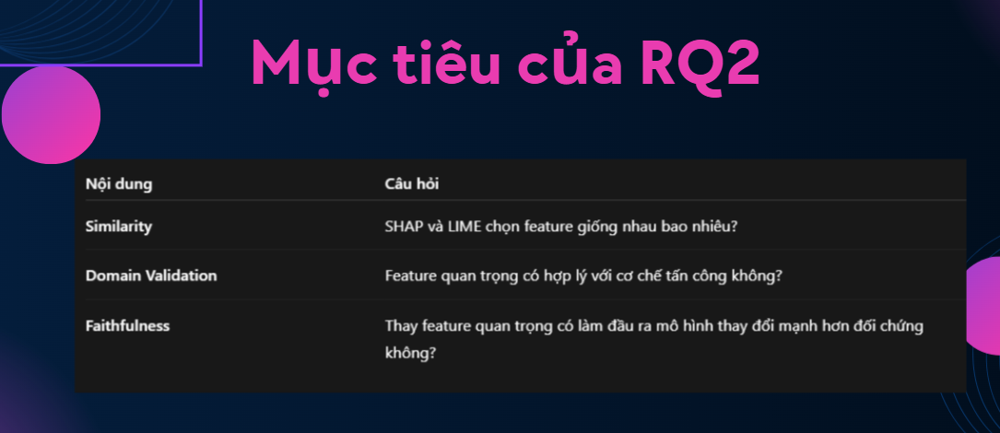 Mục tiêu của RQ2
Nội dung Câu hỏi
Similarity SHAP và LIME chọn feature giống nhau bao nhiêu?
Domain Validation Feature quan trọng có hợp lý với cơ chế tấn công không?
Faithfulness Thay feature quan trọng có làm đầu ra mô hình thay đổi mạnh hơn đối chứng
không?